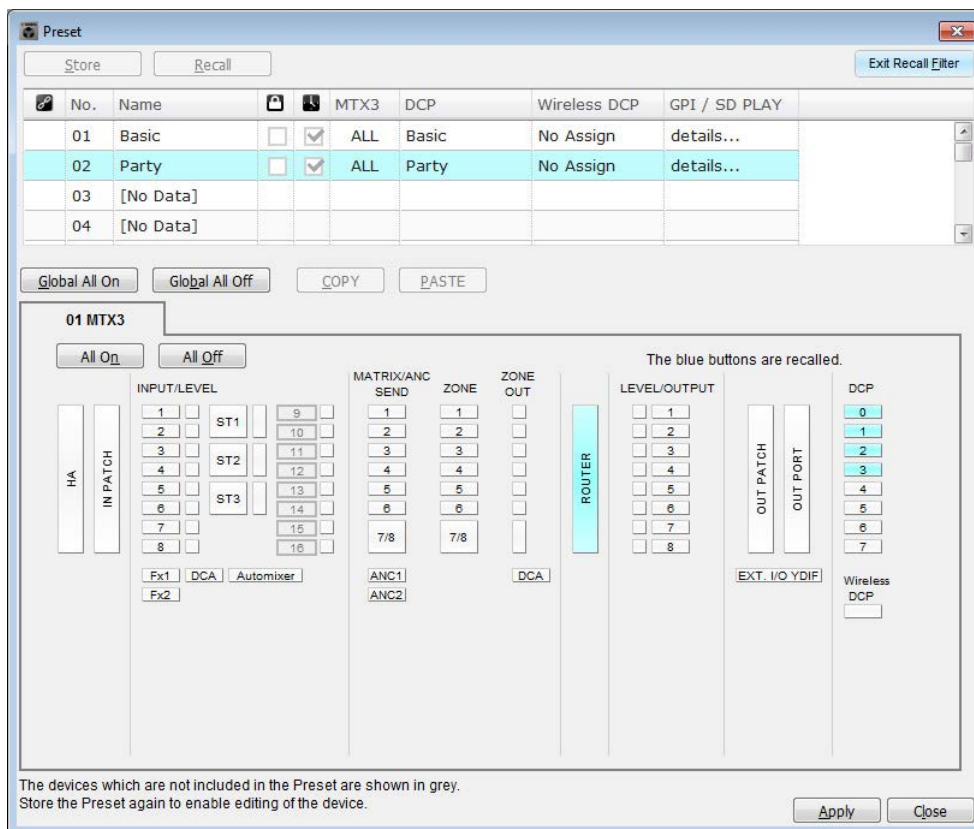 Preset
Store Recall Exit Recall Filter
No. Name MTX3 DCP Wireless DCP GPI / SD PLAY
01 Basic ALL Basic No Assign details...
02 Party ALL Party No Assign details...
03 [No Data]
04 [No Data]
Global All On Global All Off COPY PASTE
01 MTX3
All On All Off The blue buttons are recalled.
HA
IN PATCH
INPUT/LEVEL
1 2 3 4 5 6 7 8
ST1
ST2
ST3
9 10 11 12 13 14 15 16
Fx1 DCA Automixer
Fx2
MATRIX/ANC
SEND
1 2 3 4 5 6 7/8
ANC1
ANC2
ZONE
1 2 3 4 5 6 7/8
ZONE
OUT
DCA
ROUTER
LEVEL/OUTPUT
1 2 3 4 5 6 7 8
OUT PATCH
OUT PORT
EXT. I/O YDIF
DCP
0 1 2 3 4 5 6 7
Wireless
DCP
The devices which are not included in the Preset are shown in grey.
Store the Preset again to enable editing of the device.
Apply Close